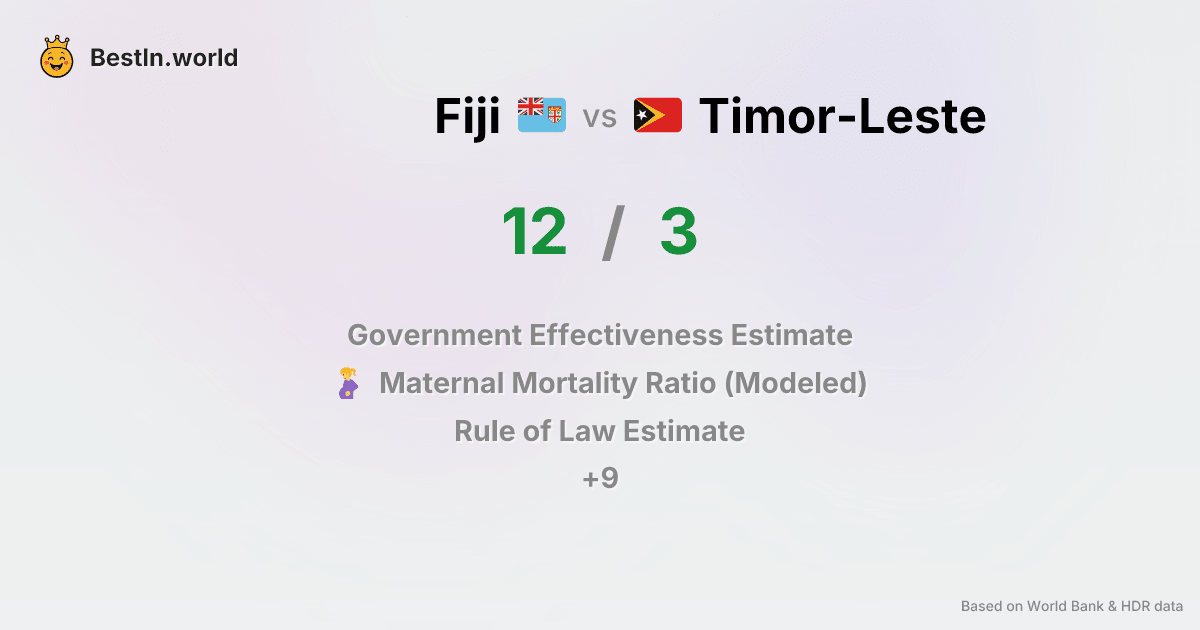 BestIn.world
Fiji vs Timor-Leste
12 / 3
Government Effectiveness Estimate
Maternal Mortality Ratio (Modeled)
Rule of Law Estimate
+9
Based on World Bank & HDR data